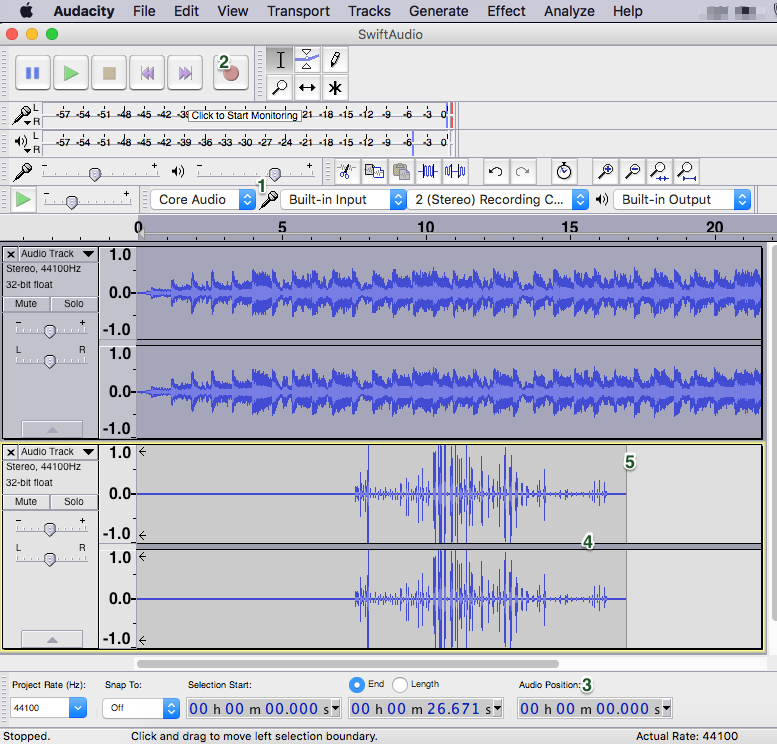 Audacity File Edit View Transport Tracks Generate Effect Analyze Help
SwiftAudio
2
L
R
-57 -54 -51 -48 -45 -42 -39 Click to Start Monitoring 21 -18 -15 -12 -9 -6 -3 0
L
R
-57 -54 -51 -48 -45 -42 -39 -36 -33 -30 -27 -24 -21 -18 -15 -12 -9 -6 -3 0
- + - +
1
- + Core Audio Built-in Input 2 (Stereo) Recording C... Built-in Output
0 5 10 15 20
Audio Track 1.0
Stereo, 44100Hz
32-bit float
0.0
Mute Solo
- +
-1.0
L R
1.0
0.0
-1.0
Audio Track 1.0
5
Stereo, 44100Hz
32-bit float
0.0
Mute Solo
- +
-1.0
4
L R
1.0
0.0
-1.0
Project Rate (Hz): Snap To: Selection Start: End Length Audio Position: 3
44100 Off 00 h 00 m 00.000 s 00 h 00 m 26.671 s 00 h 00 m 00.000 s
Stopped. Click and drag to move left selection boundary. Actual Rate: 44100